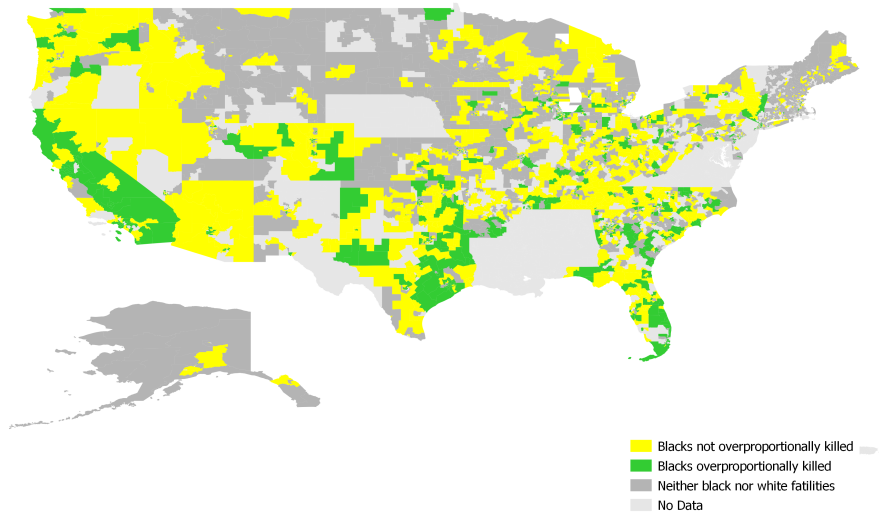 Blacks not overproportionally killed
Blacks overproportionally killed
Neither black nor white fatilities
No Data